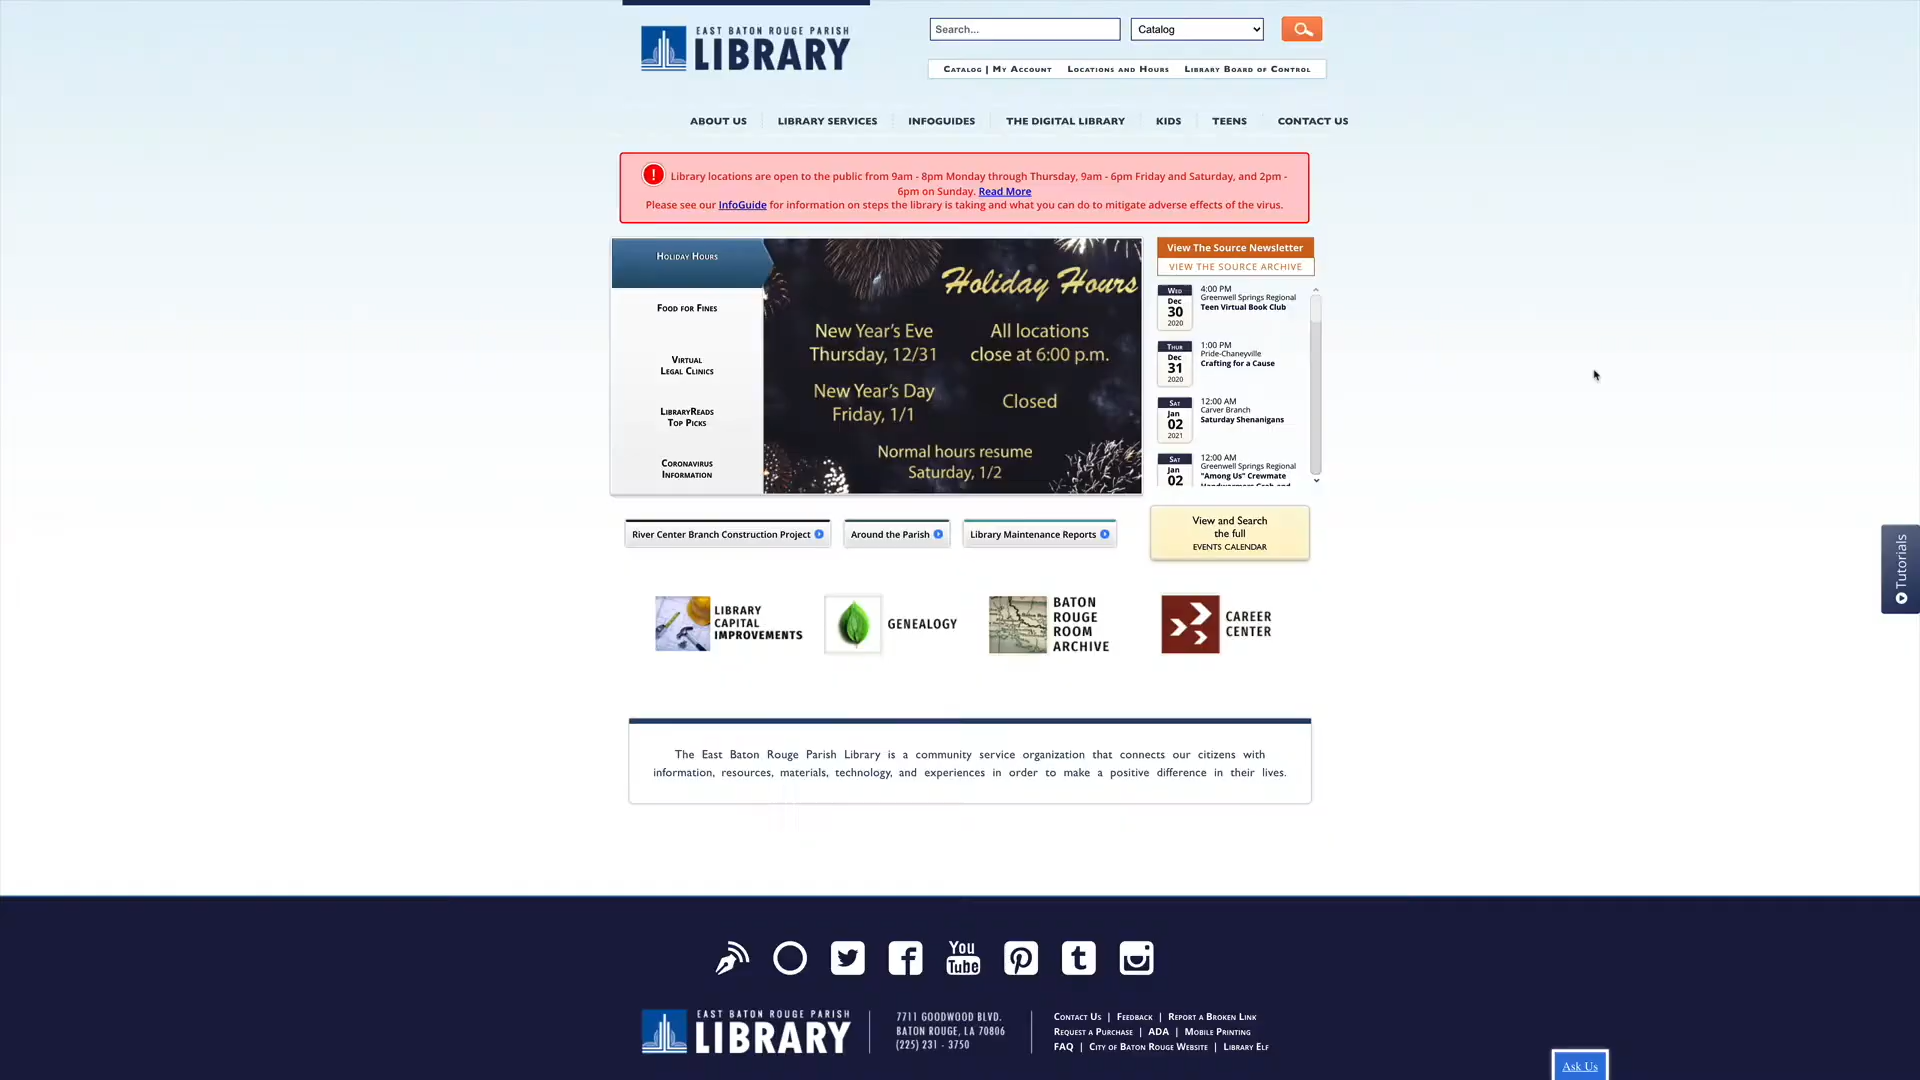 EAST BATON ROUGE PARISH
LIBRARY
Search...
Catalog
Catalog | My Account Locations and Hours Library Board of Control
ABOUT US LIBRARY SERVICES INFOGUIDES THE DIGITAL LIBRARY KIDS TEENS CONTACT US
! Library locations are open to the public from 9am - 8pm Monday through Thursday, 9am - 6pm Friday and Saturday, and 2pm -
6pm on Sunday. Read More
Please see our InfoGuide for information on steps the library is taking and what you can do to mitigate adverse effects of the virus.
Holiday Hours
Food for Fines
Virtual
Legal Clinics
LibraryReads
Top Picks
Coronavirus
Information
Holiday Hours
New Year's Eve
Thursday, 12/31
All locations
close at 6:00 p.m.
New Year's Day
Friday, 1/1
Closed
Normal hours resume
Saturday, 1/2
View The Source Newsletter
VIEW THE SOURCE ARCHIVE
Wed
Dec
30
2020
4:00 PM
Greenwell Springs Regional
Teen Virtual Book Club
Thur
Dec
31
2020
1:00 PM
Pride-Chaneyville
Crafting for a Cause
Sat
Jan
02
2021
12:00 AM
Carver Branch
Saturday Shenanigans
Sat
Jan
02
12:00 AM
Greenwell Springs Regional
"Among Us" Crewmate
View and Search
the full
EVENTS CALENDAR
River Center Branch Construction Project
Around the Parish
Library Maintenance Reports
LIBRARY
CAPITAL
IMPROVEMENTS
GENEALOGY
BATON
ROUGE
ROOM
ARCHIVE
CAREER
CENTER
Tutorials
The East Baton Rouge Parish Library is a community service organization that connects our citizens with
information, resources, materials, technology, and experiences in order to make a positive difference in their lives.
You
Tube
EAST BATON ROUGE PARISH
LIBRARY
7711 GOODWOOD BLVD.
BATON ROUGE, LA 70806
(225) 231 - 3750
Contact Us | Feedback | Report a Broken Link
Request a Purchase | ADA | Mobile Printing
FAQ | City of Baton Rouge Website | Library Elf
Ask Us